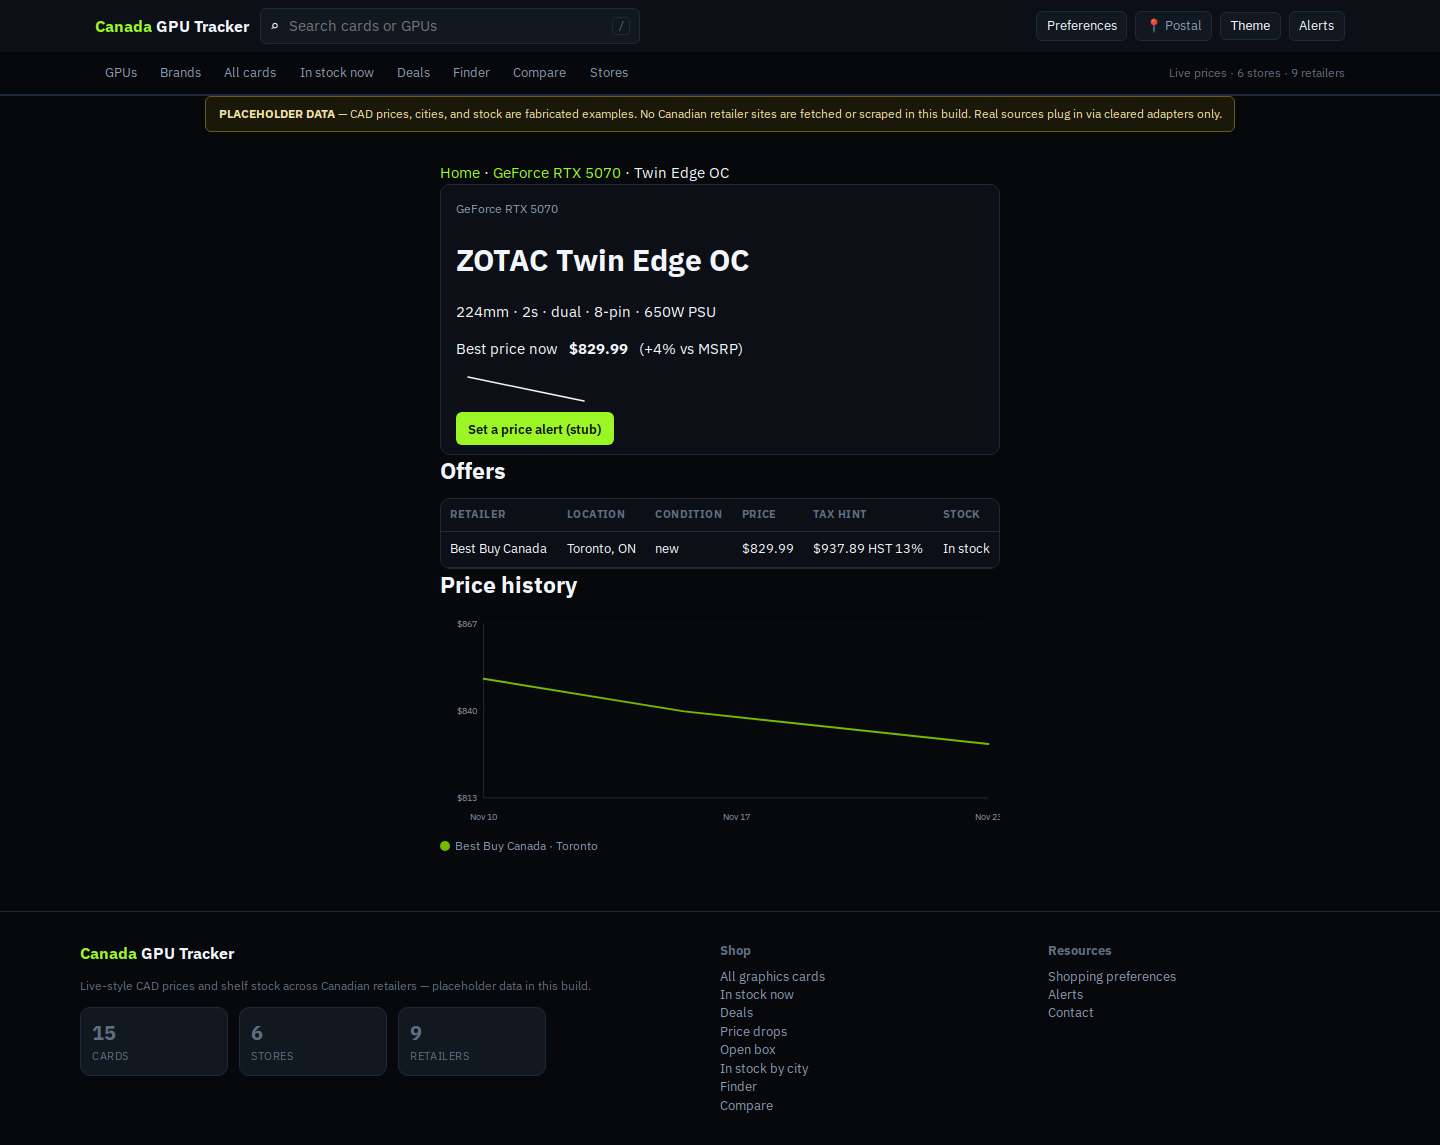 Canada GPU Tracker
Search cards or GPUs /
Preferences
Postal
Theme
Alerts
GPUs Brands All cards In stock now Deals Finder Compare Stores
Live prices · 6 stores · 9 retailers
PLACEHOLDER DATA — CAD prices, cities, and stock are fabricated examples. No Canadian retailer sites are fetched or scraped in this build. Real sources plug in via cleared adapters only.
Home · GeForce RTX 5070 · Twin Edge OC
GeForce RTX 5070
ZOTAC Twin Edge OC
224mm · 2s · dual · 8-pin · 650W PSU
Best price now $829.99 (+4% vs MSRP)
Set a price alert (stub)
Offers
RETAILER LOCATION CONDITION PRICE TAX HINT STOCK
Best Buy Canada Toronto, ON new $829.99 $937.89 HST 13% In stock
Price history
$867
$840
$813
Nov 10 Nov 17 Nov 23
Best Buy Canada · Toronto
Canada GPU Tracker
Live-style CAD prices and shelf stock across Canadian retailers — placeholder data in this build.
15
CARDS
6
STORES
9
RETAILERS
Shop
All graphics cards
In stock now
Deals
Price drops
Open box
In stock by city
Finder
Compare
Resources
Shopping preferences
Alerts
Contact